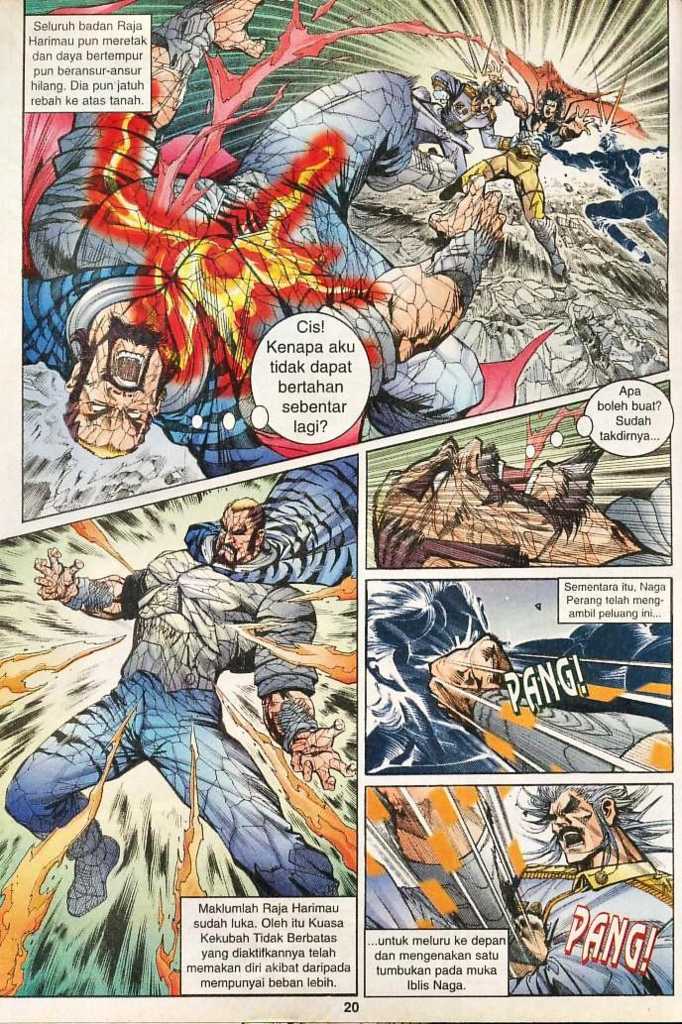 Seluruh badan Raja
Harimau pun meretak
dan daya bertempur
pun beransur-ansur
hilang. Dia pun jatuh
rebah ke atas tanah.
Cis!
Kenapa aku
tidak dapat
bertahan
sebentar
lagi?
Apa
boleh buat?
Sudah
takdirnya...
Maklumlah Raja Harimau
sudah luka. Oleh itu Kuasa
Kekubah Tidak Berbatas
yang diaktifkannya telah
memakan diri akibat daripada
mempunyai beban lebih.
Sementara itu, Naga
Perang telah meng-
ambil peluang ini...
PANG!
...untuk meluru ke depan
dan mengenakan satu
tumbukan pada muka
Iblis Naga.
PANG!
20